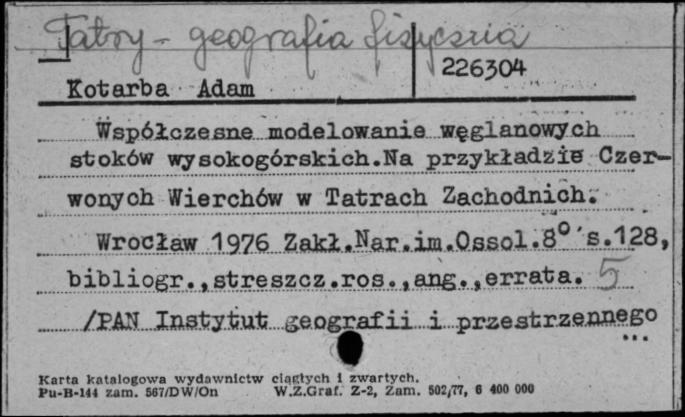 Tatry - geografia fizyczna
226304
Kotarba Adam
Współczesne modelowanie węglanowych
stoków wysokogórskich.Na przykładzie Czer-
wonych Wierchów w Tatrach Zachodnich.
Wrocław 1976 Zakł.Nar.im.Ossol.8° s.128,
bibliogr.,streszcz.ros.,ang.,errata. 5
/PAN Instytut geografii i przestrzennego
...
Karta katalogowa wydawnictw ciągłych i zwartych.
Pu-B-144 zam. 567/DW/On W.Z.Graf. Z-2, Zam. 502/77, 6 400 000